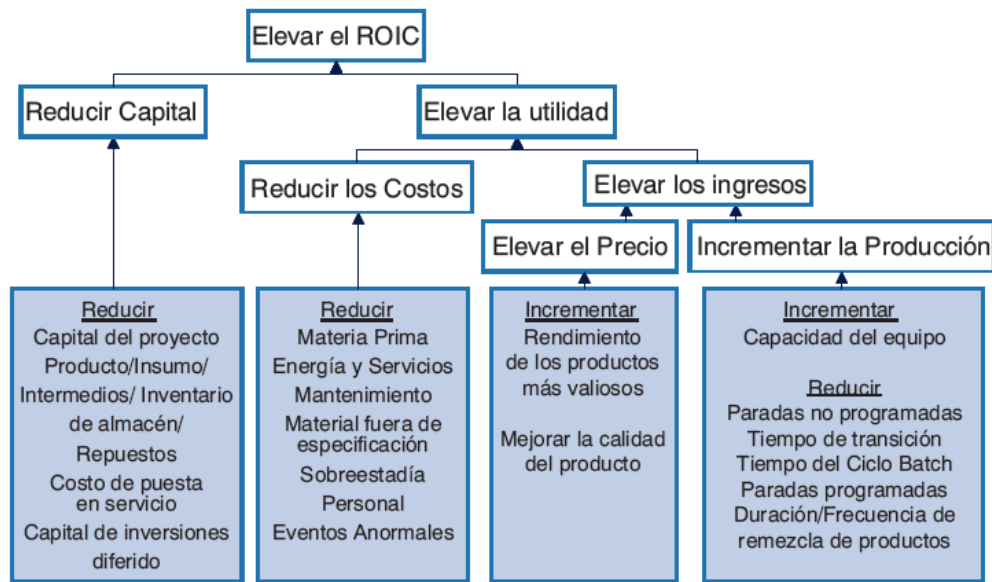 Elevar el ROIC
Reducir Capital
Elevar la utilidad
Reducir los Costos
Elevar los ingresos
Elevar el Precio
Incrementar la Producción
Reducir
Capital del proyecto
Producto/Insumo/
Intermedios/ Inventario
de almacén/
Repuestos
Costo de puesta
en servicio
Capital de inversiones
diferido
Reducir
Materia Prima
Energía y Servicios
Mantenimiento
Material fuera de
especificación
Sobreestadía
Personal
Eventos Anormales
Incrementar
Rendimiento
de los productos
más valiosos
Mejorar la calidad
del producto
Incrementar
Capacidad del equipo
Reducir
Paradas no programadas
Tiempo de transición
Tiempo del Ciclo Batch
Paradas programadas
Duración/Frecuencia de
remezcla de productos